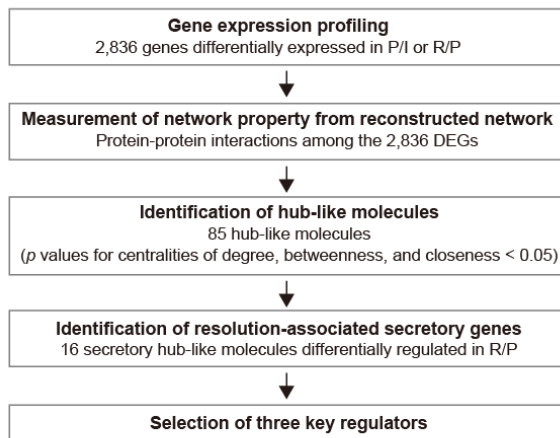 Gene expression profiling
2,836 genes differentially expressed in P/I or R/P
Measurement of network property from reconstructed network
Protein-protein interactions among the 2,836 DEGs
Identification of hub-like molecules
85 hub-like molecules
(p values for centralities of degree, betweenness, and closeness < 0.05)
Identification of resolution-associated secretory genes
16 secretory hub-like molecules differentially regulated in R/P
Selection of three key regulators